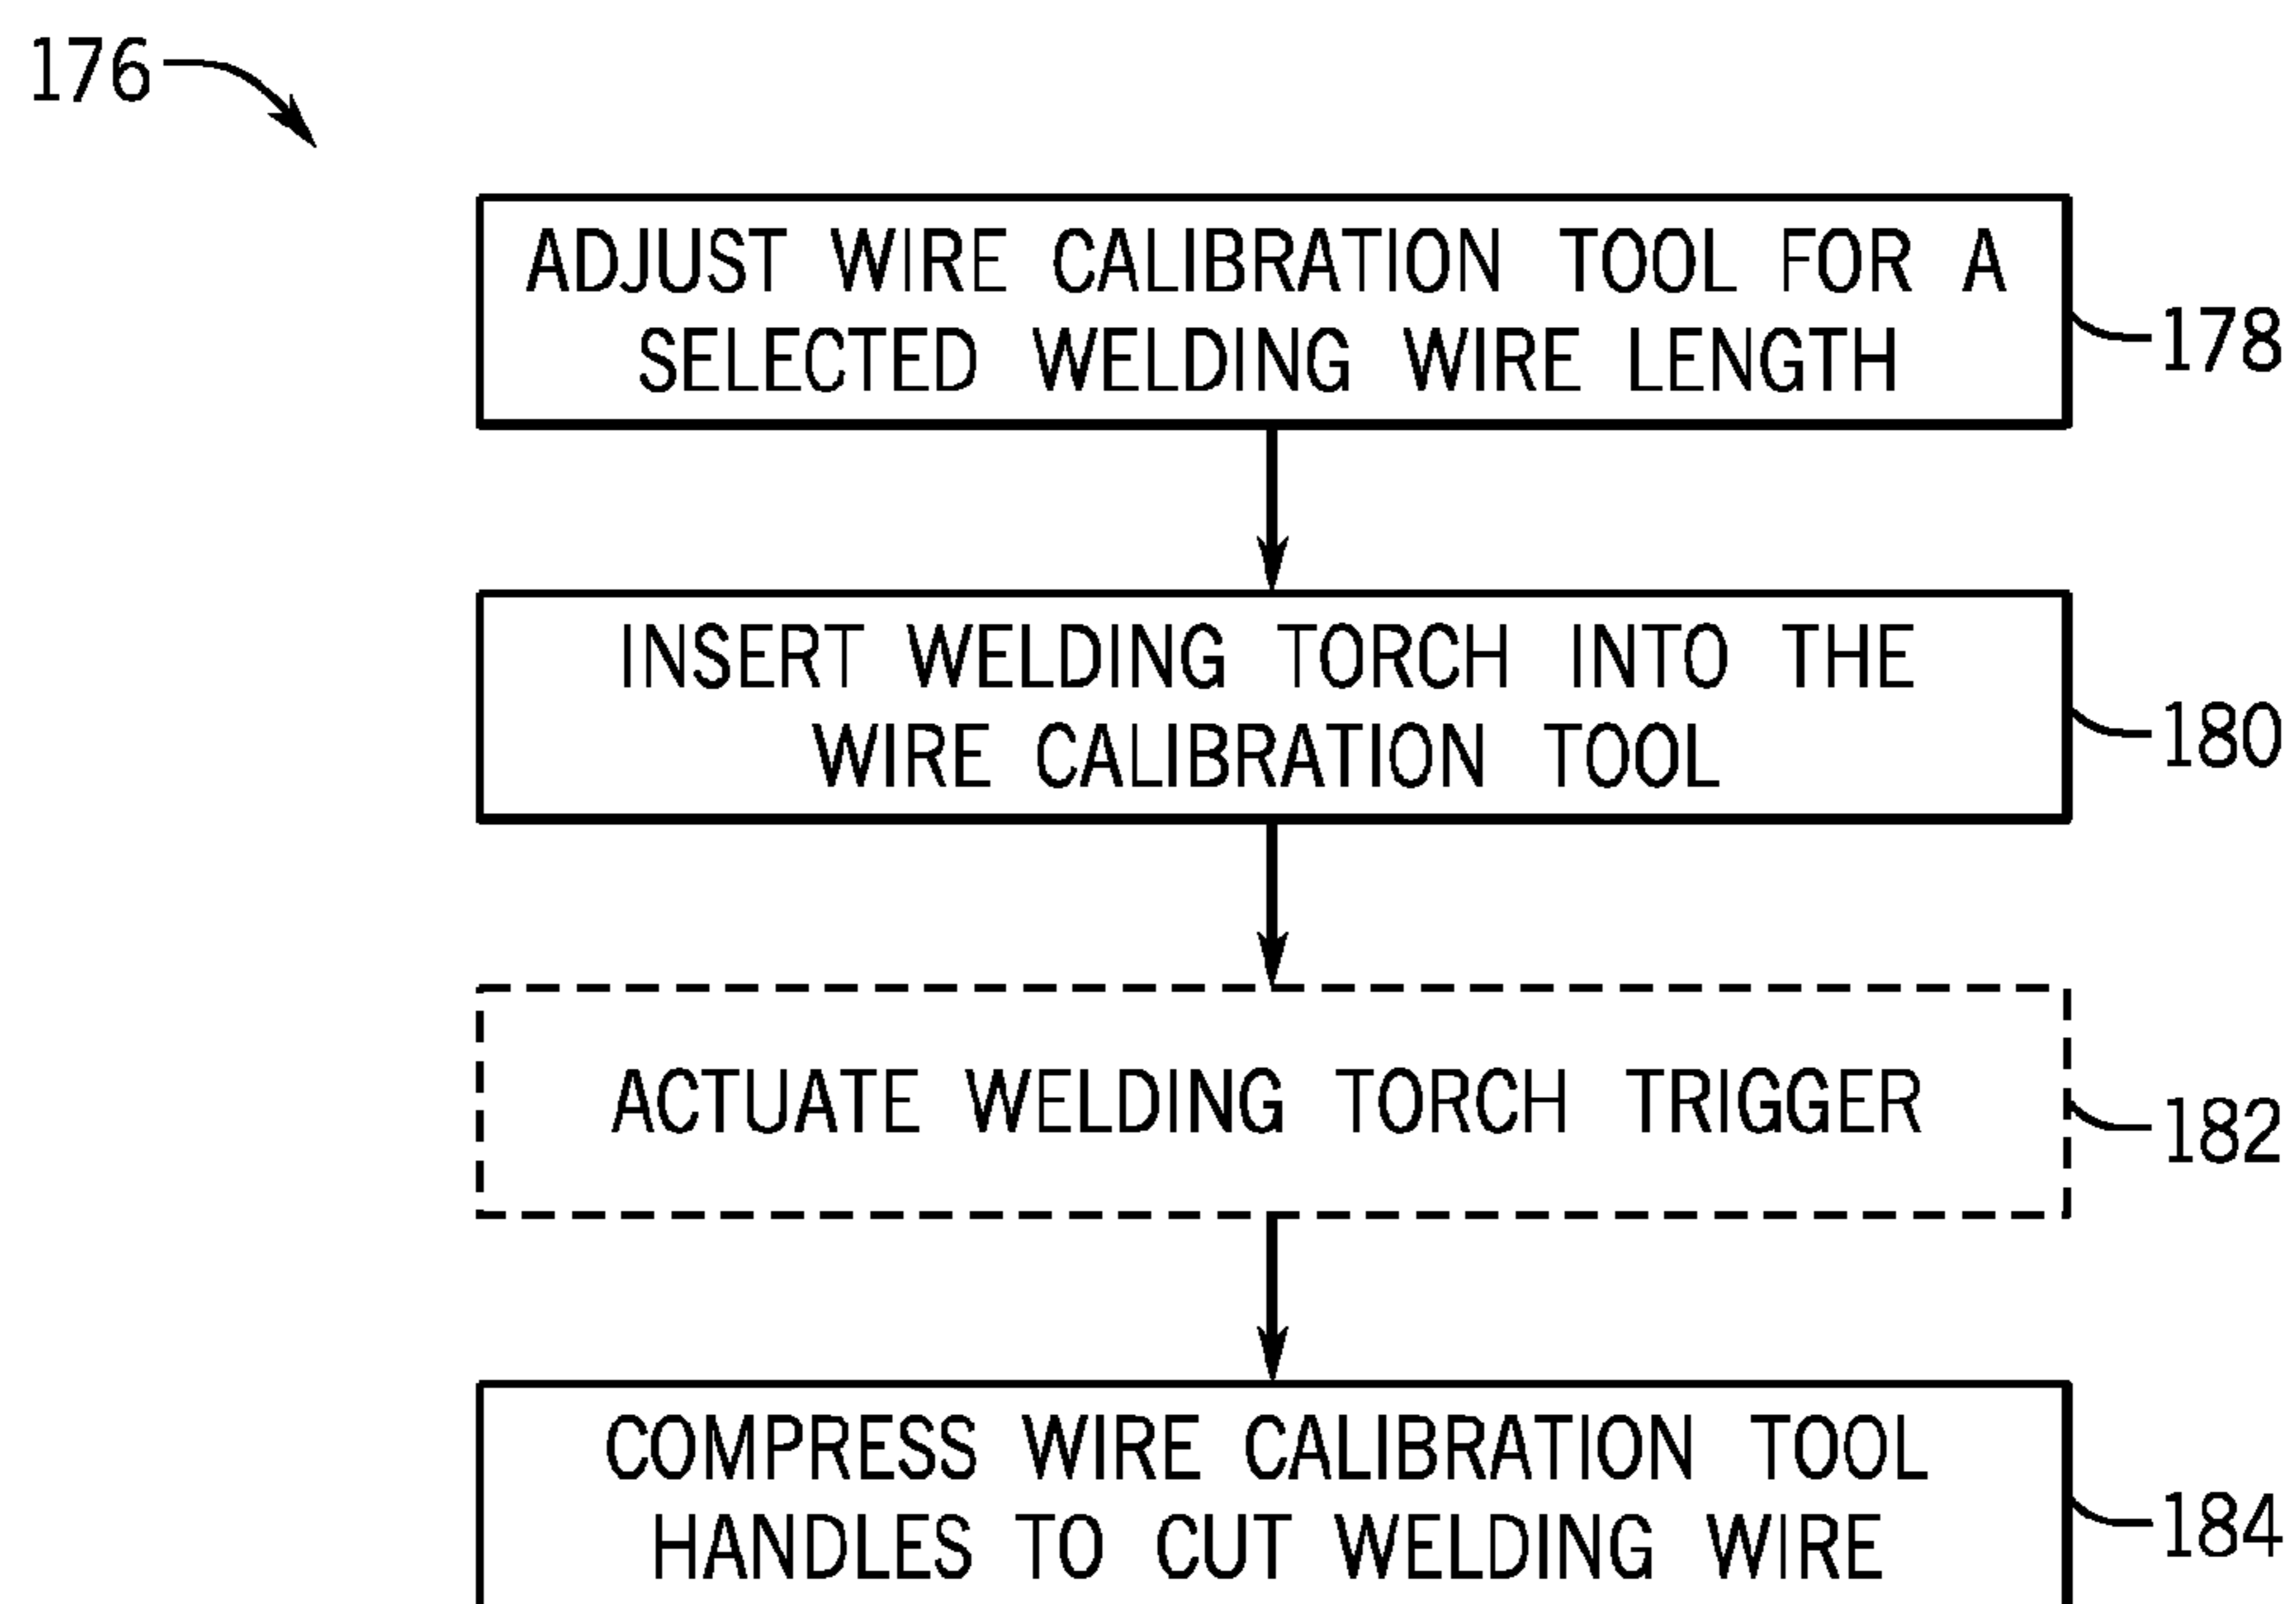 176
ADJUST WIRE CALIBRATION TOOL FOR A
SELECTED WELDING WIRE LENGTH
178
INSERT WELDING TORCH INTO THE
WIRE CALIBRATION TOOL
180
ACTUATE WELDING TORCH TRIGGER
182
COMPRESS WIRE CALIBRATION TOOL
HANDLES TO CUT WELDING WIRE
184